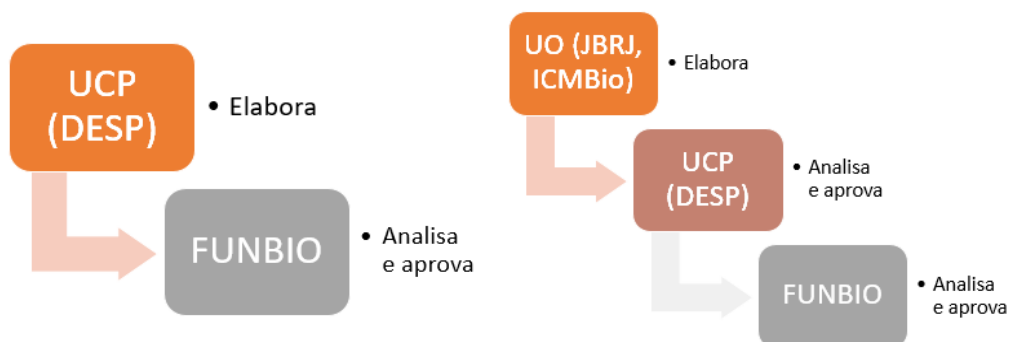 UCP
(DESP)
• Elabora
FUNBIO
• Analisa
e aprova
UO (JBRJ,
ICMBio)
• Elabora
UCP
(DESP)
• Analisa
e aprova
FUNBIO
• Analisa
e aprova